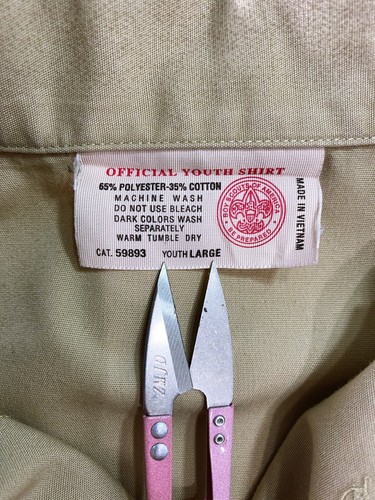 OFFICIAL YOUTH SHIRT
65% POLYESTER-35% COTTON
MACHINE WASH
DO NOT USE BLEACH
DARK COLORS WASH
SEPARATELY
WARM TUMBLE DRY
CAT. 59893 YOUTH LARGE
BOY SCOUTS OF AMERICA
BE PREPARED
MADE IN VIETNAM